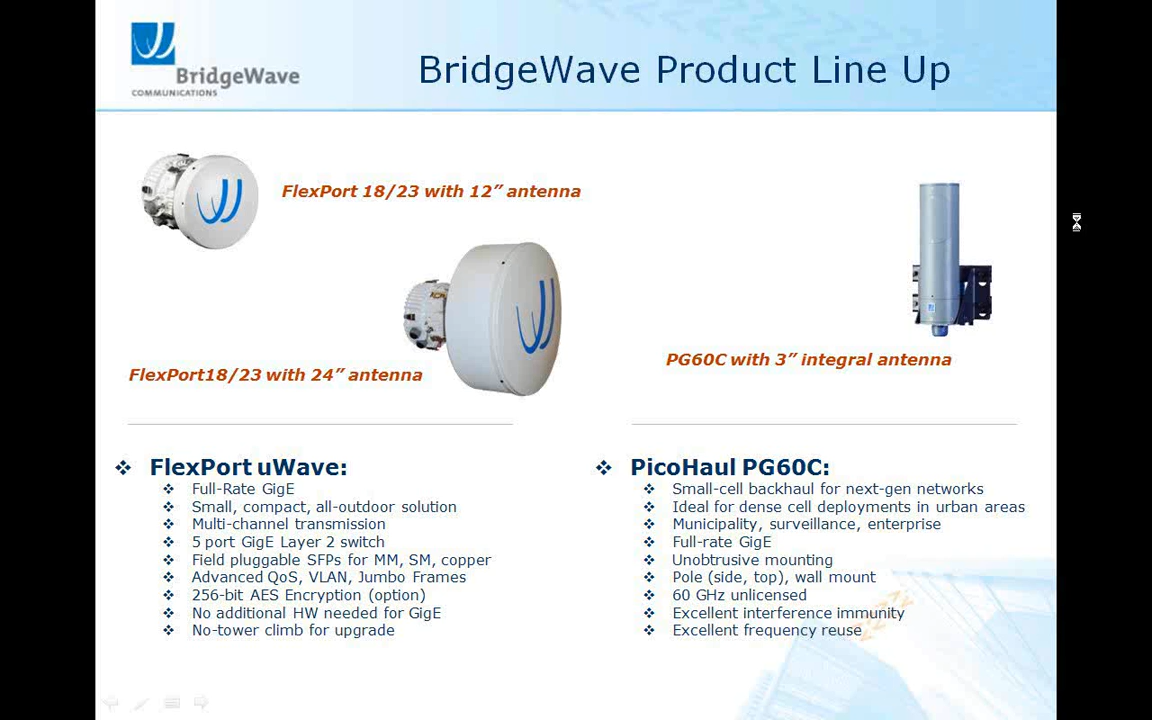 BridgeWave
COMMUNICATIONS
BridgeWave Product Line Up
FlexPort 18/23 with 12” antenna
FlexPort18/23 with 24” antenna
PG60C with 3” integral antenna
FlexPort uWave:
Full-Rate GigE
Small, compact, all-outdoor solution
Multi-channel transmission
5 port GigE Layer 2 switch
Field pluggable SFPs for MM, SM, copper
Advanced QoS, VLAN, Jumbo Frames
256-bit AES Encryption (option)
No additional HW needed for GigE
No-tower climb for upgrade
PicoHaul PG60C:
Small-cell backhaul for next-gen networks
Ideal for dense cell deployments in urban areas
Municipality, surveillance, enterprise
Full-rate GigE
Unobtrusive mounting
Pole (side, top), wall mount
60 GHz unlicensed
Excellent interference immunity
Excellent frequency reuse